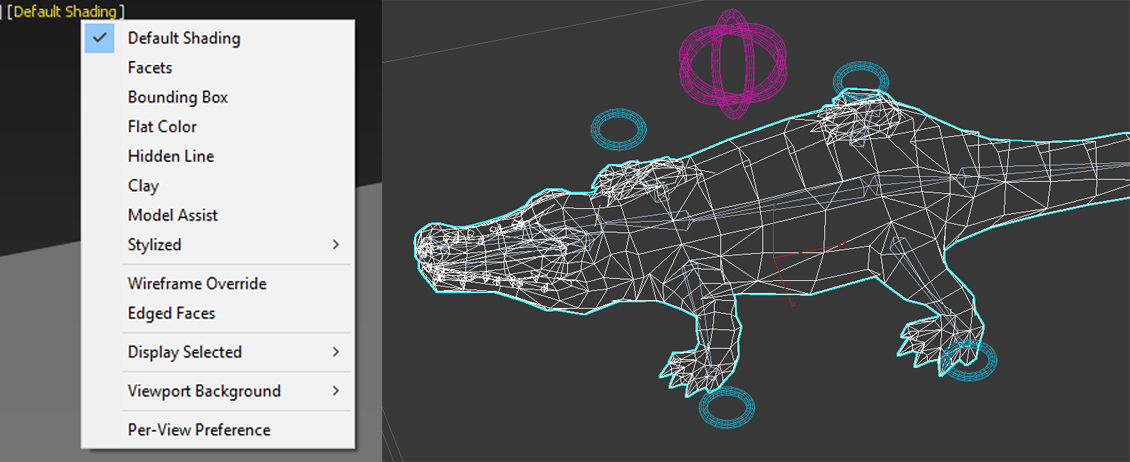 [Default Shading]
Default Shading
Facets
Bounding Box
Flat Color
Hidden Line
Clay
Model Assist
Stylized
Wireframe Override
Edged Faces
Display Selected
Viewport Background
Per-View Preference